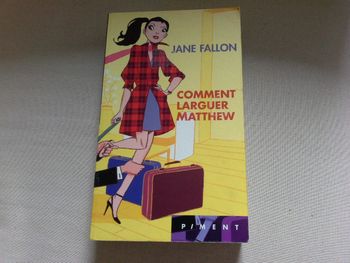 JANE FALLON
COMMENT
LARGUER
MATTHEW
PIMENT